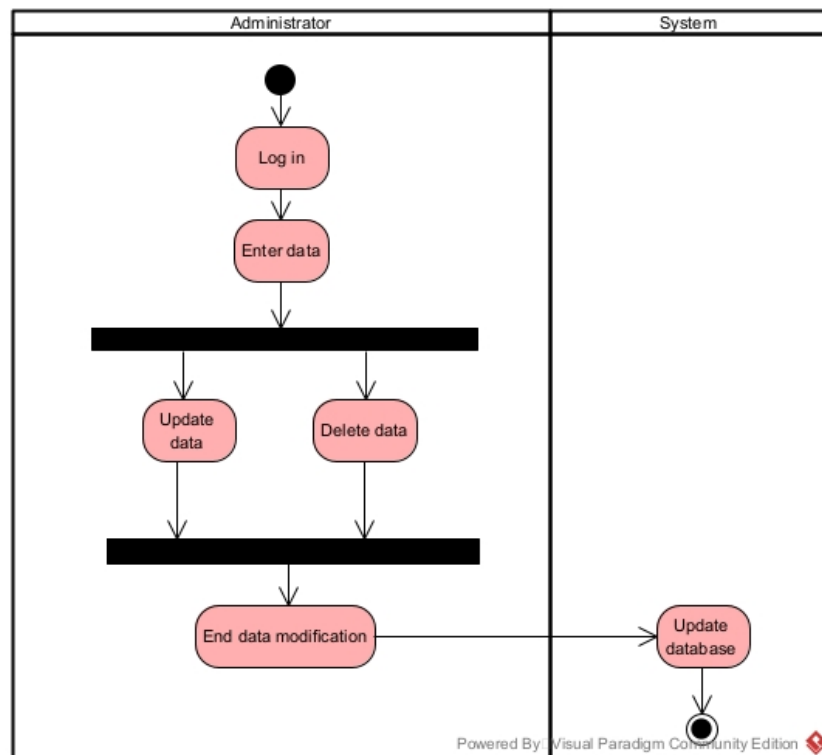 Administrator
System
Log in
Enter data
Update
data
Delete data
End data modification
Update
database
Powered By Visual Paradigm Community Edition